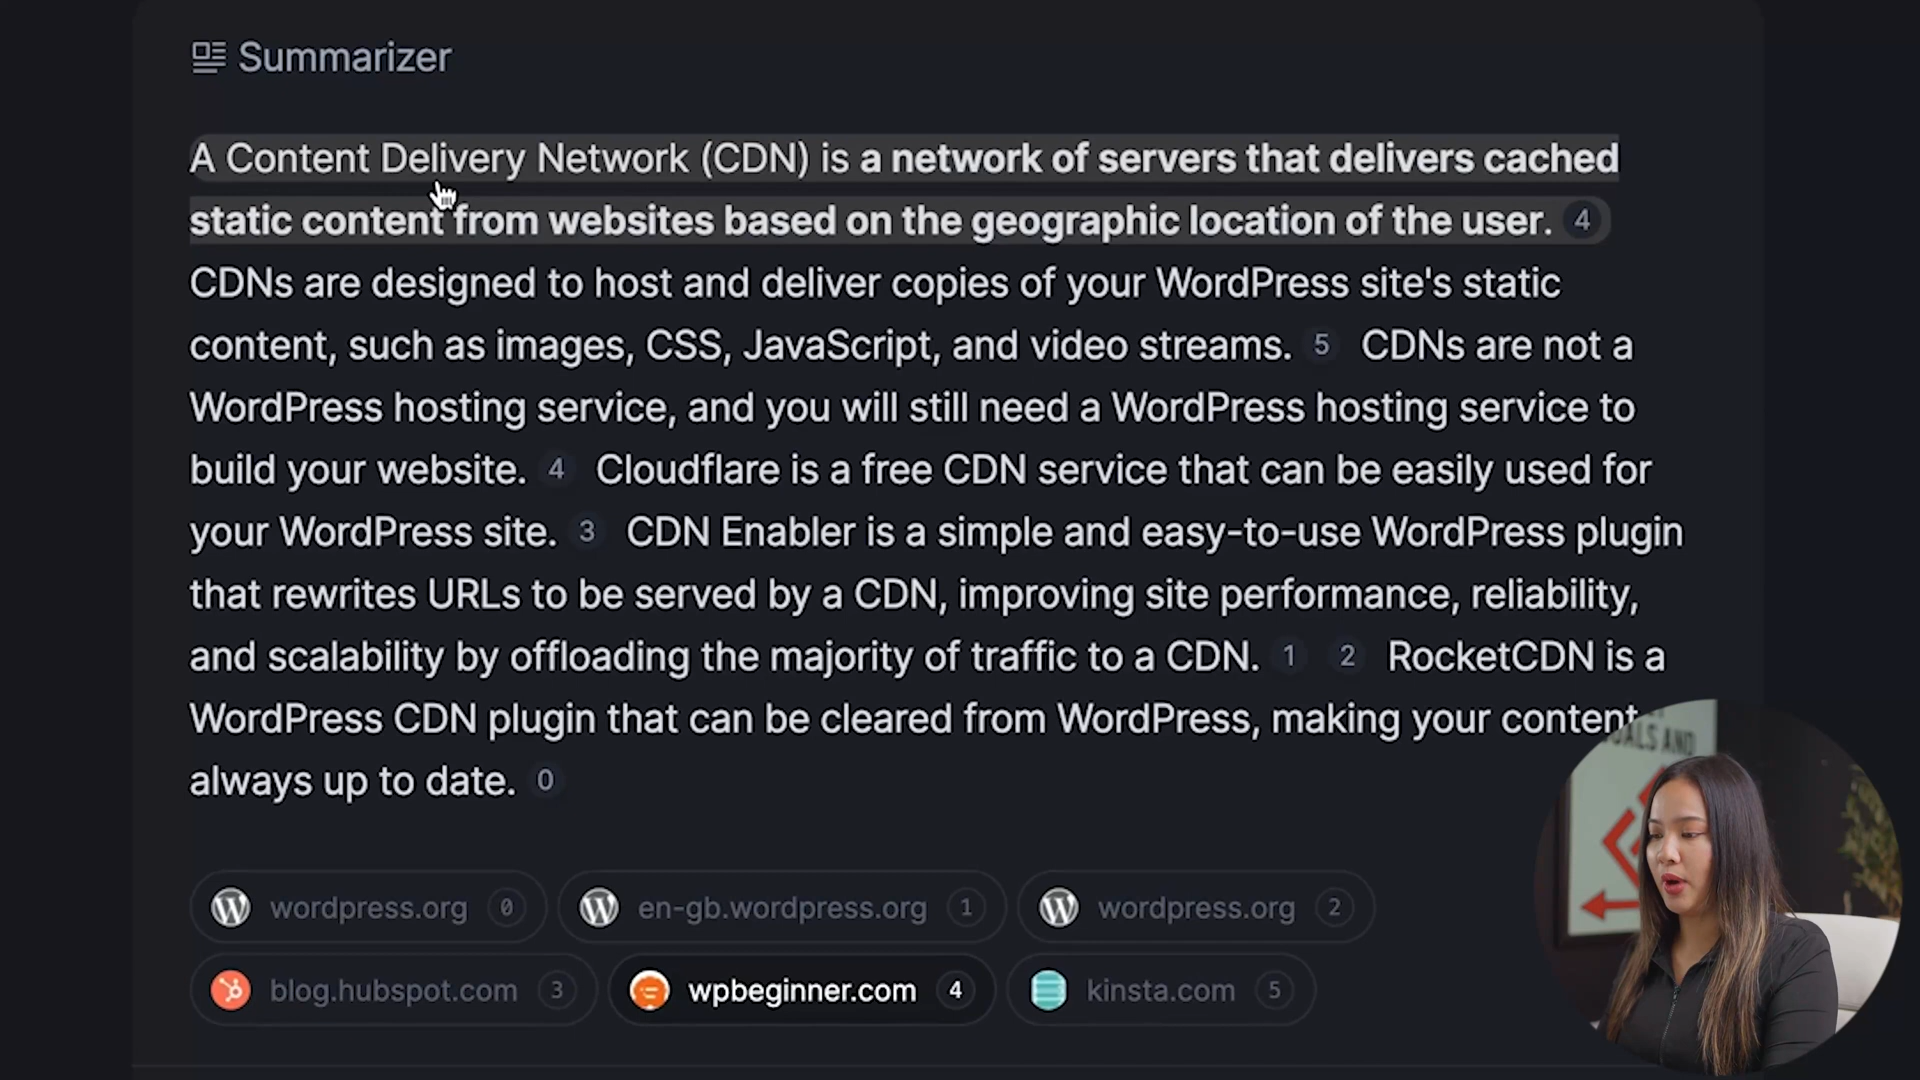 Summarizer
A Content Delivery Network (CDN) is a network of servers that delivers cached
static content from websites based on the geographic location of the user. 4
CDNs are designed to host and deliver copies of your WordPress site's static
content, such as images, CSS, JavaScript, and video streams. 5 CDNs are not a
WordPress hosting service, and you will still need a WordPress hosting service to
build your website. 4 Cloudflare is a free CDN service that can be easily used for
your WordPress site. 3 CDN Enabler is a simple and easy-to-use WordPress plugin
that rewrites URLs to be served by a CDN, improving site performance, reliability,
and scalability by offloading the majority of traffic to a CDN. 1 2 RocketCDN is a
WordPress CDN plugin that can be cleared from WordPress, making your content
always up to date. 0
wordpress.org 0 en-gb.wordpress.org 1 wordpress.org 2
blog.hubspot.com 3 wpbeginner.com 4 kinsta.com 5
AND